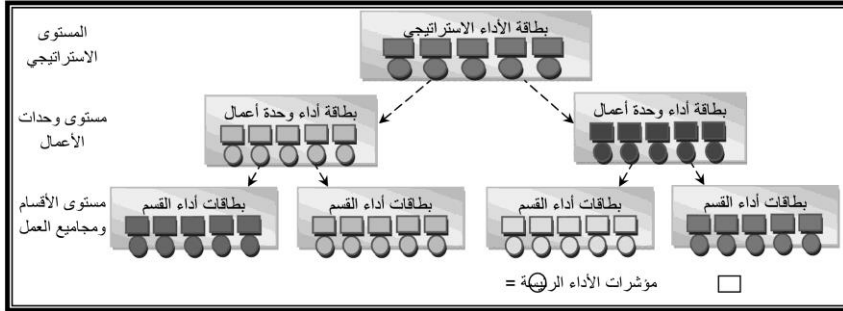 المستوى
الاستراتيجي
بطاقة الأداء الاستراتيجي
مستوى وحدات
الأعمال
بطاقة أداء وحدة أعمال
بطاقة أداء وحدة أعمال
مستوى الأقسام
ومجاميع العمل
بطاقات أداء القسم
بطاقات أداء القسم
بطاقات أداء القسم
بطاقات أداء القسم
مؤشرات الأداء الرئيسة =